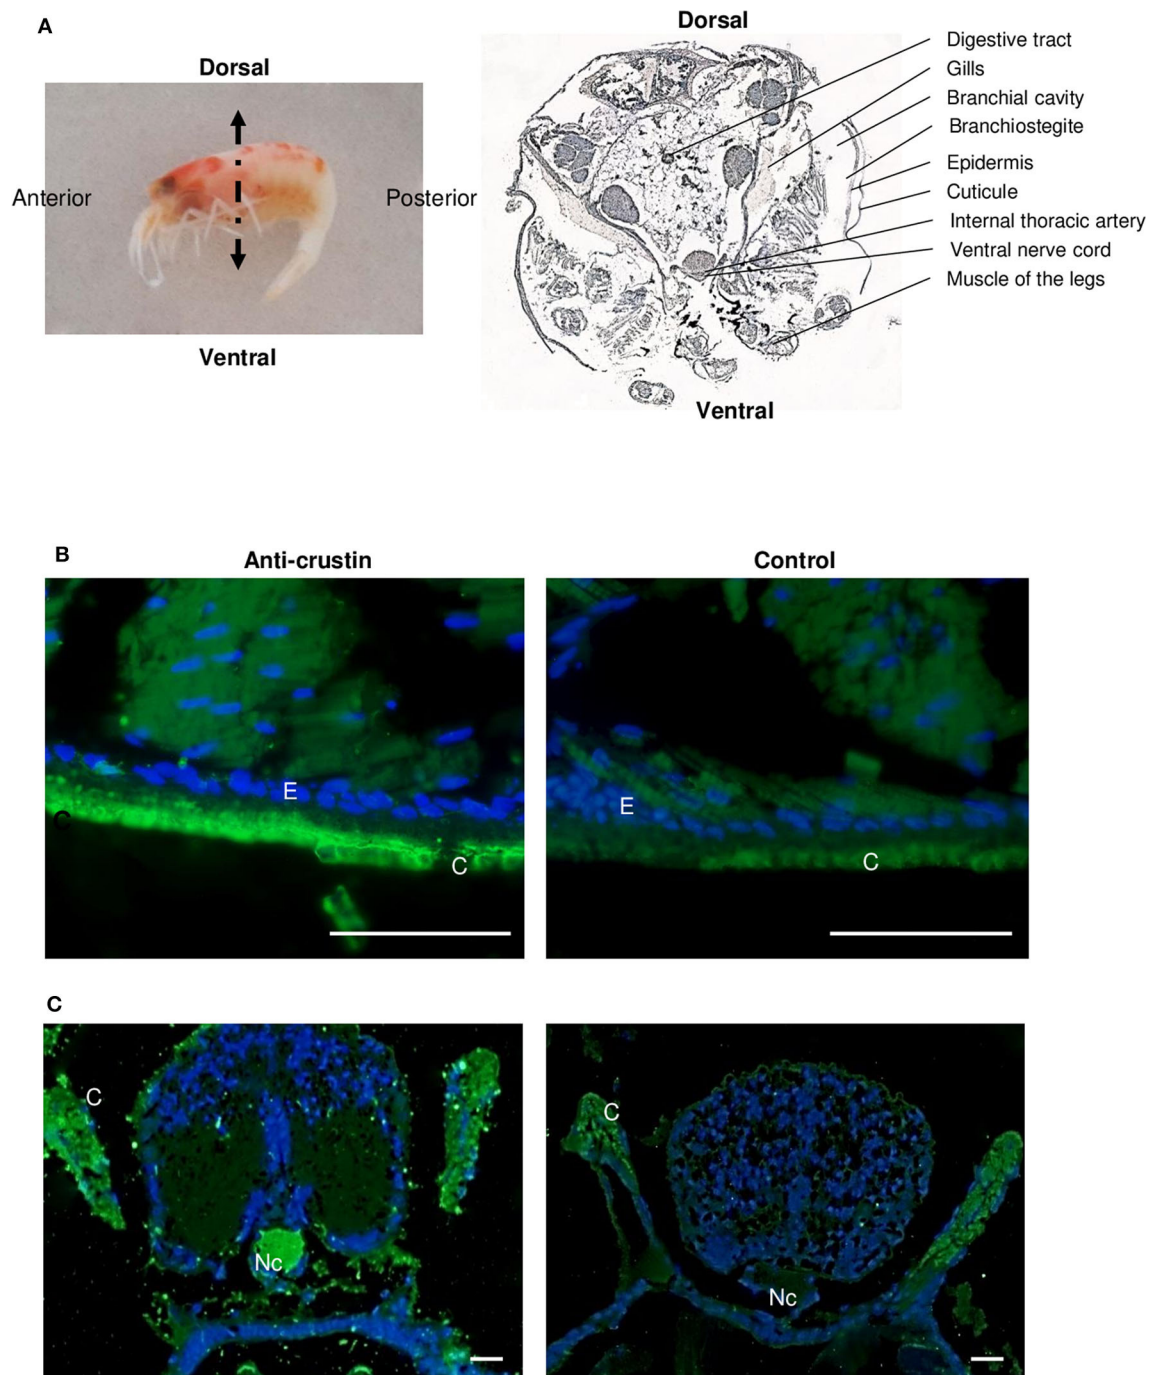 A
Dorsal
Anterior
Posterior
Ventral
Dorsal
Digestive tract
Gills
Branchial cavity
Branchiostegite
Epidermis
Cuticule
Internal thoracic artery
Ventral nerve cord
Muscle of the legs
Ventral
B
Anti-crustin
Control
E
C
C
E
C
C
C
Nc
C
Nc